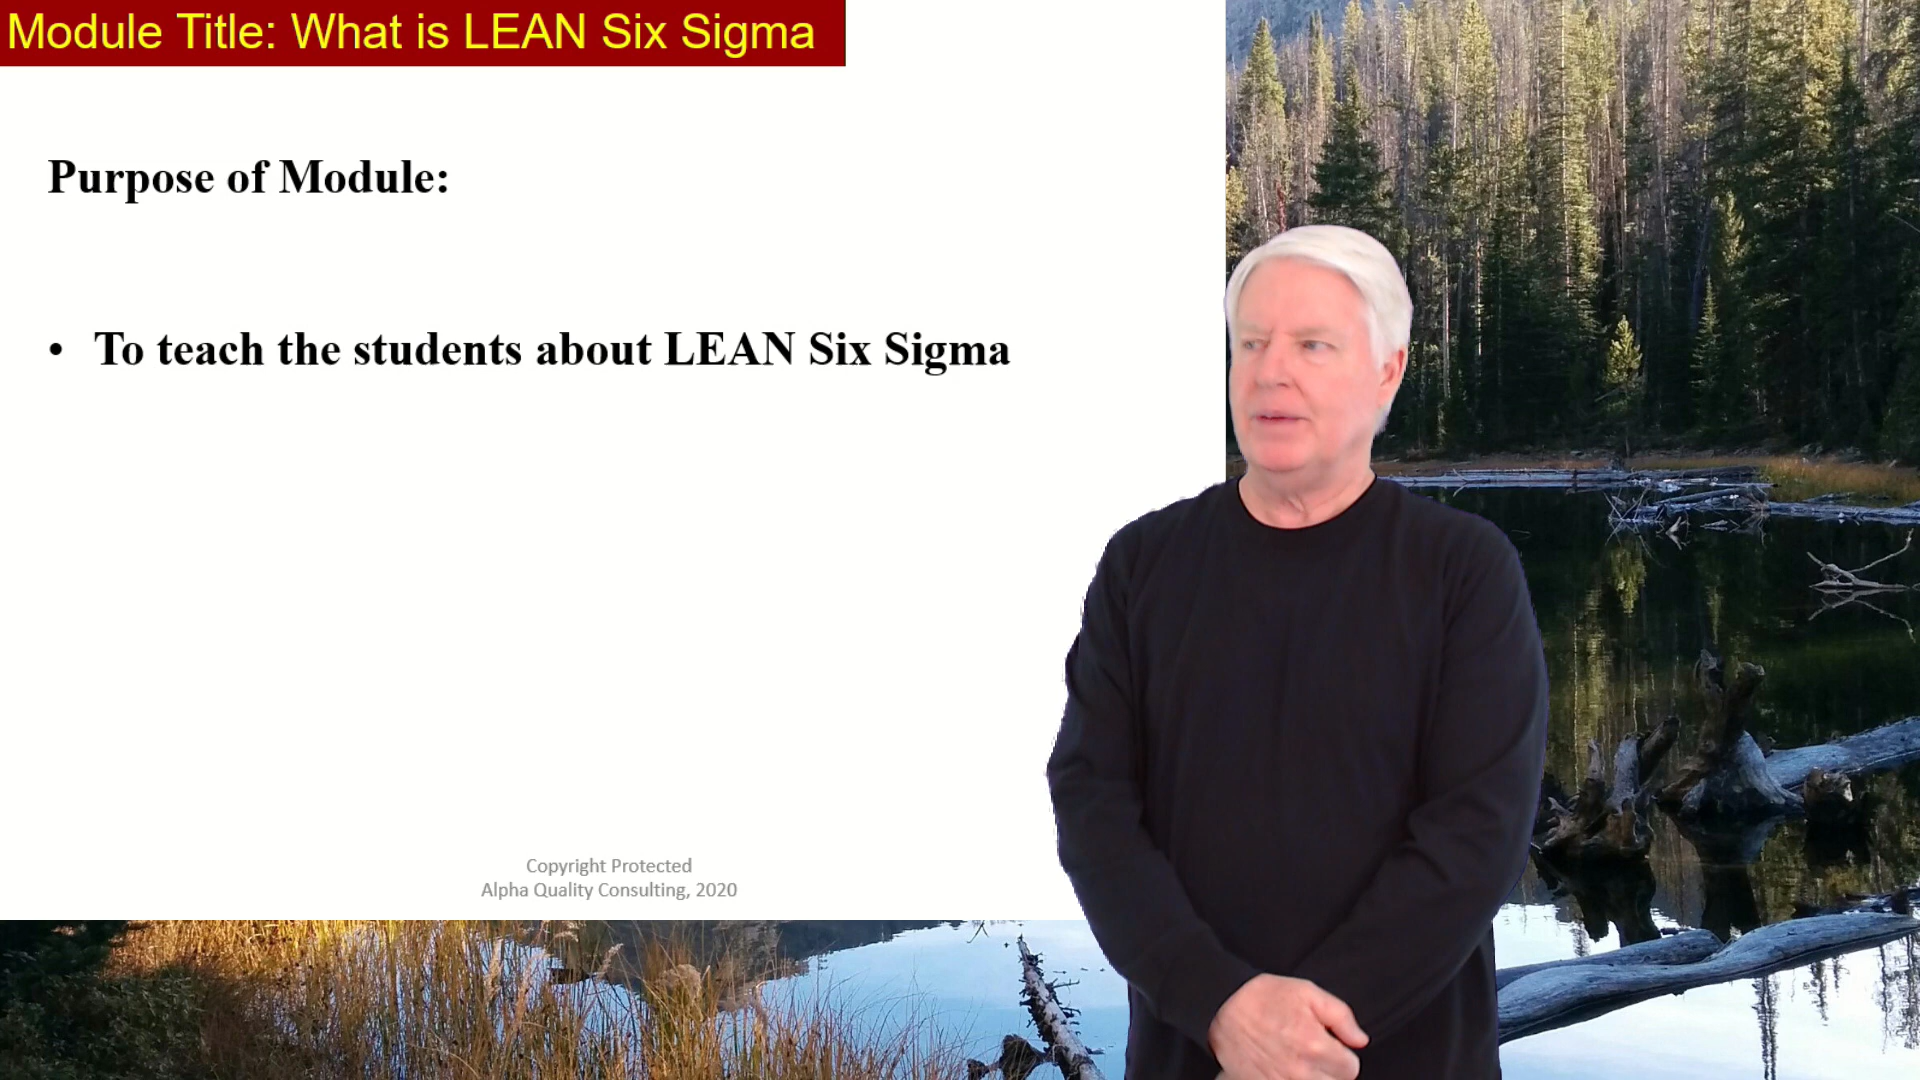 Module Title: What is LEAN Six Sigma
Purpose of Module:
• To teach the students about LEAN Six Sigma
Copyright Protected
Alpha Quality Consulting, 2020